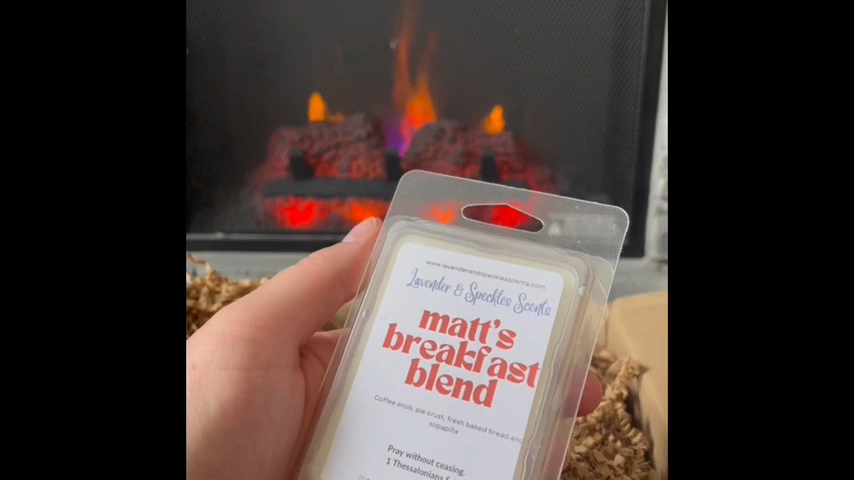 www.lavenderandspecklesscents.com
Lavender & Speckles Scents
matt's
breakfast
blend
Coffee snob, pie crust, fresh baked bread and
sopapilla
Pray without ceasing.
1 Thessalonians